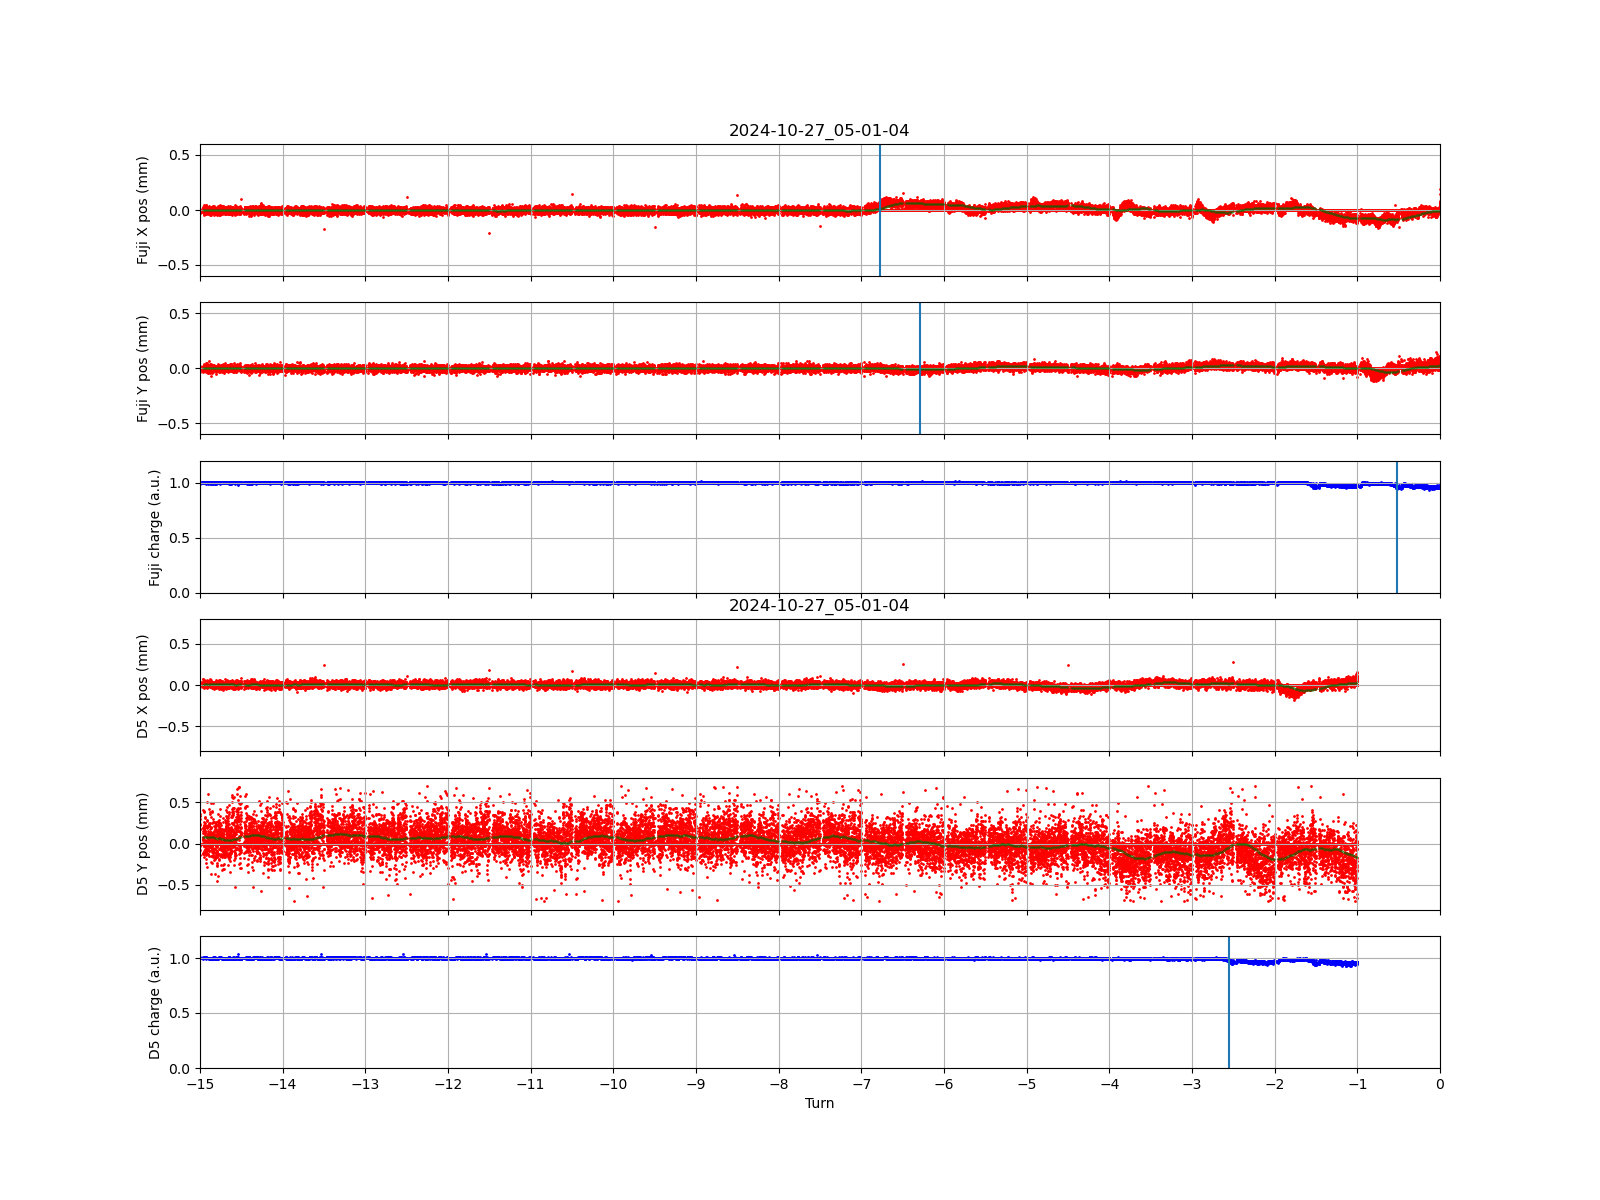 2024-10-27_05-01-04
Fuji X pos (mm)
0.5
0.0
−0.5
Fuji Y pos (mm)
0.5
0.0
−0.5
Fuji charge (a.u.)
1.0
0.5
0.0
2024-10-27_05-01-04
D5 X pos (mm)
0.5
0.0
−0.5
D5 Y pos (mm)
0.5
0.0
−0.5
D5 charge (a.u.)
1.0
0.5
0.0
−15 −14 −13 −12 −11 −10 −9 −8 −7 −6 −5 −4 −3 −2 −1 0
Turn